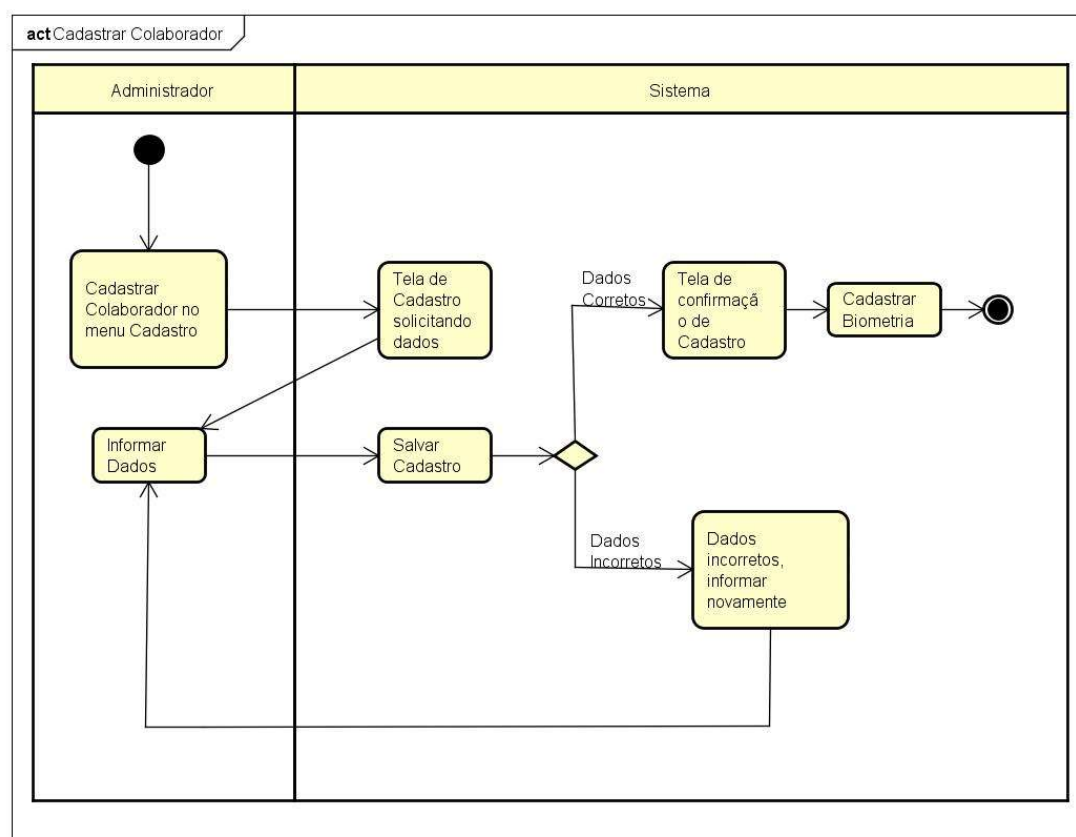 act Cadastrar Colaborador
Administrador
Sistema
Cadastrar
Colaborador no
menu Cadastro
Tela de
Cadastro
solicitando
dados
Dados
Corretos
Tela de
confirmaçã
o de
Cadastro
Cadastrar
Biometria
Informar
Dados
Salvar
Cadastro
Dados
Incorretos
Dados
incorretos,
informar
novamente